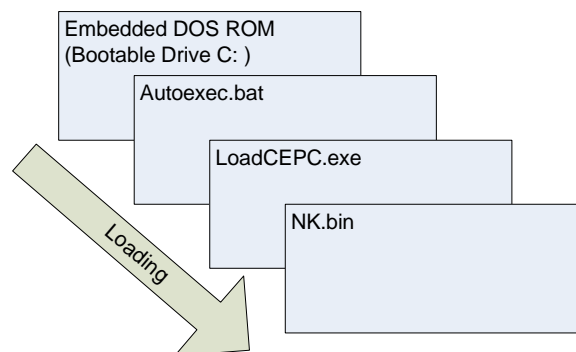 Embedded DOS ROM
(Bootable Drive C: )
Autoexec.bat
LoadCEPC.exe
NK.bin
Loading